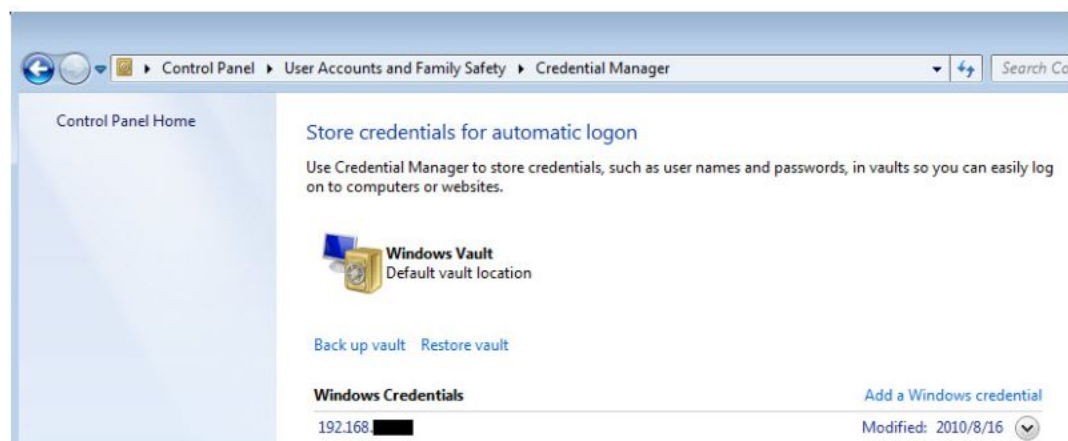 Control Panel ▸ User Accounts and Family Safety ▸ Credential Manager
Search Co
Control Panel Home
Store credentials for automatic logon
Use Credential Manager to store credentials, such as user names and passwords, in vaults so you can easily log
on to computers or websites.
Windows Vault
Default vault location
Back up vault Restore vault
Windows Credentials Add a Windows credential
192.168. Modified: 2010/8/16